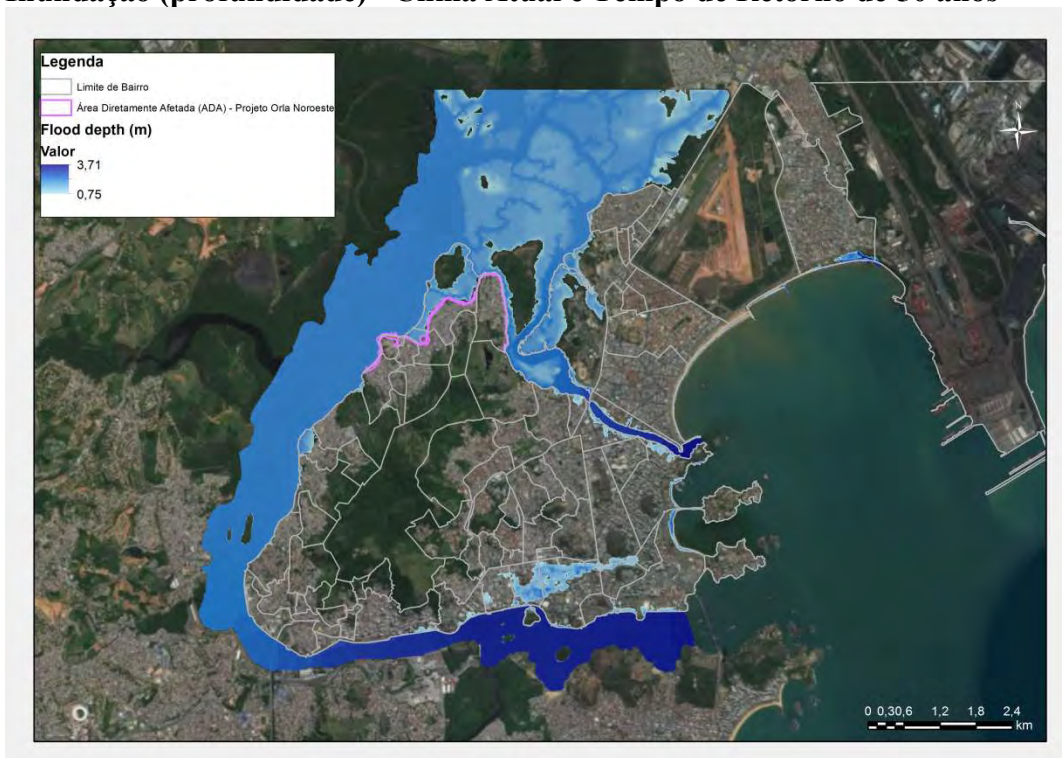 Inundação (profundidade) – Clima Atual e Tempo de Retorno de 50 anos
Legenda
Limite de Bairro
Área Diretamente Afetada (ADA) - Projeto Orla Noroeste
Flood depth (m)
Valor
3,71
0,75
N
0 0,30,6 1,2 1,8 2,4
km